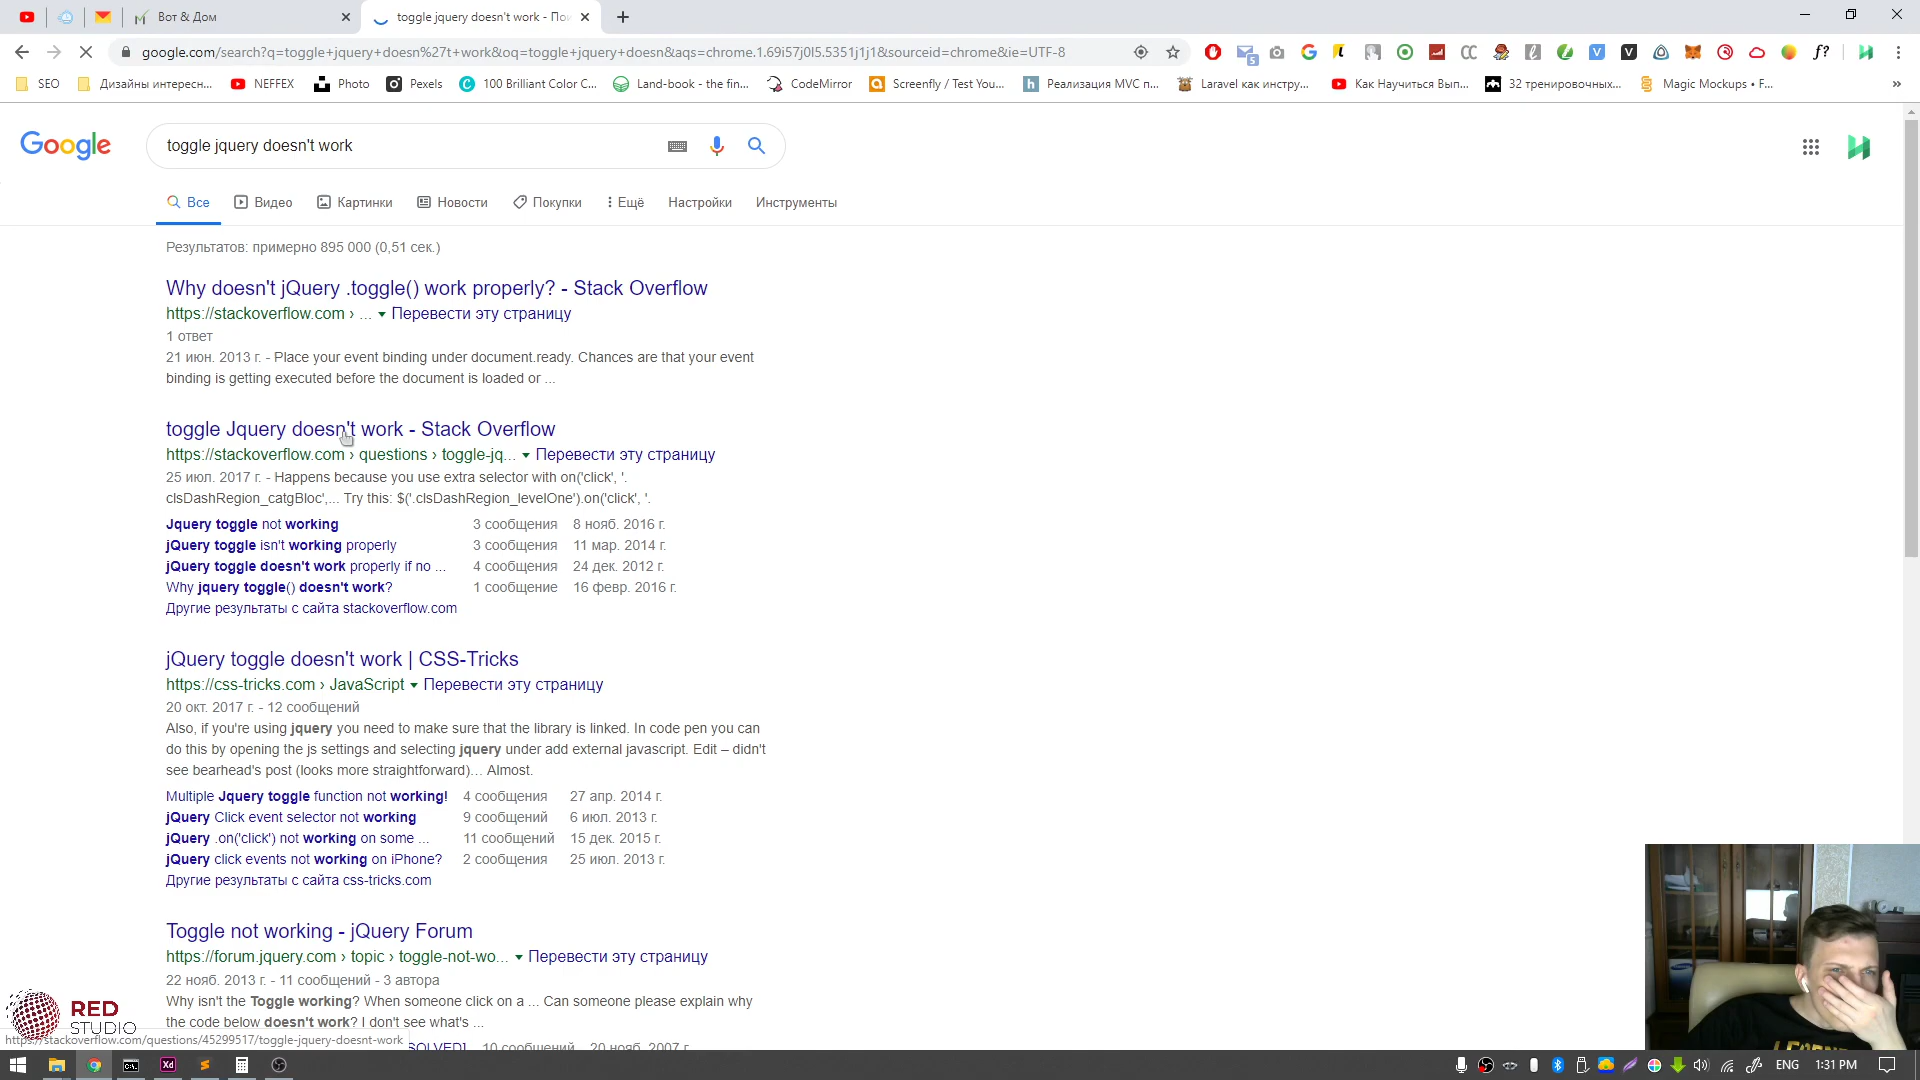 Вот & Дом
toggle jquery doesn't work - По
google.com/search?q=toggle+jquery+doesn%27t+work&oq=toggle+jquery+doesn&aqs=chrome.1.69i57j0l5.5351j1j1&sourceid=chrome&ie=UTF-8
SEO
Дизайны интересн...
NEFFEX
Photo
Pexels
100 Brilliant Color C...
Land-book - the fin...
CodeMirror
Screenfly / Test You...
Реализация MVC п...
Laravel как инстру...
Как Научиться Вып...
32 тренировочных...
Magic Mockups • F...
Google
toggle jquery doesn't work
Все
Видео
Картинки
Новости
Покупки
Ещё
Настройки
Инструменты
Результатов: примерно 895 000 (0,51 сек.)
Why doesn't jQuery .toggle() work properly? - Stack Overflow
https://stackoverflow.com › ... ▾ Перевести эту страницу
1 ответ
21 июн. 2013 г. - Place your event binding under document.ready. Chances are that your event
binding is getting executed before the document is loaded or ...
toggle Jquery doesn't work - Stack Overflow
https://stackoverflow.com › questions › toggle-jq... ▾ Перевести эту страницу
25 июл. 2017 г. - Happens because you use extra selector with on('click', '.
clsDashRegion_catgBloc',... Try this: $('.clsDashRegion_levelOne').on('click', '.
Jquery toggle not working 3 сообщения 8 нояб. 2016 г.
jQuery toggle isn't working properly 3 сообщения 11 мар. 2014 г.
jQuery toggle doesn't work properly if no ... 4 сообщения 24 дек. 2012 г.
Why jquery toggle() doesn't work? 1 сообщение 16 февр. 2016 г.
Другие результаты с сайта stackoverflow.com
jQuery toggle doesn't work | CSS-Tricks
https://css-tricks.com › JavaScript ▾ Перевести эту страницу
20 окт. 2017 г. - 12 сообщений
Also, if you're using jquery you need to make sure that the library is linked. In code pen you can
do this by opening the js settings and selecting jquery under add external javascript. Edit – didn't
see bearhead's post (looks more straightforward)... Almost.
Multiple Jquery toggle function not working! 4 сообщения 27 апр. 2014 г.
jQuery Click event selector not working 9 сообщений 6 июл. 2013 г.
jQuery .on('click') not working on some ... 11 сообщений 15 дек. 2015 г.
jQuery click events not working on iPhone? 2 сообщения 25 июл. 2013 г.
Другие результаты с сайта css-tricks.com
Toggle not working - jQuery Forum
https://forum.jquery.com › topic › toggle-not-wo... ▾ Перевести эту страницу
22 нояб. 2013 г. - 11 сообщений - 3 автора
Why isn't the Toggle working? When someone click on a ... Can someone please explain why
the code below doesn't work? I don't see what's ...
RED
STUDIO
https://stackoverflow.com/questions/45299517/toggle-jquery-doesnt-work
SOLVED] 10 сообщений 20 нояб. 2007 г.
ENG
1:31 PM